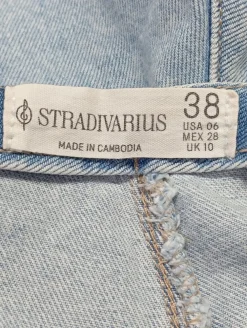 STRADIVARIUS
MADE IN CAMBODIA
38
USA 06
MEX 28
UK 10